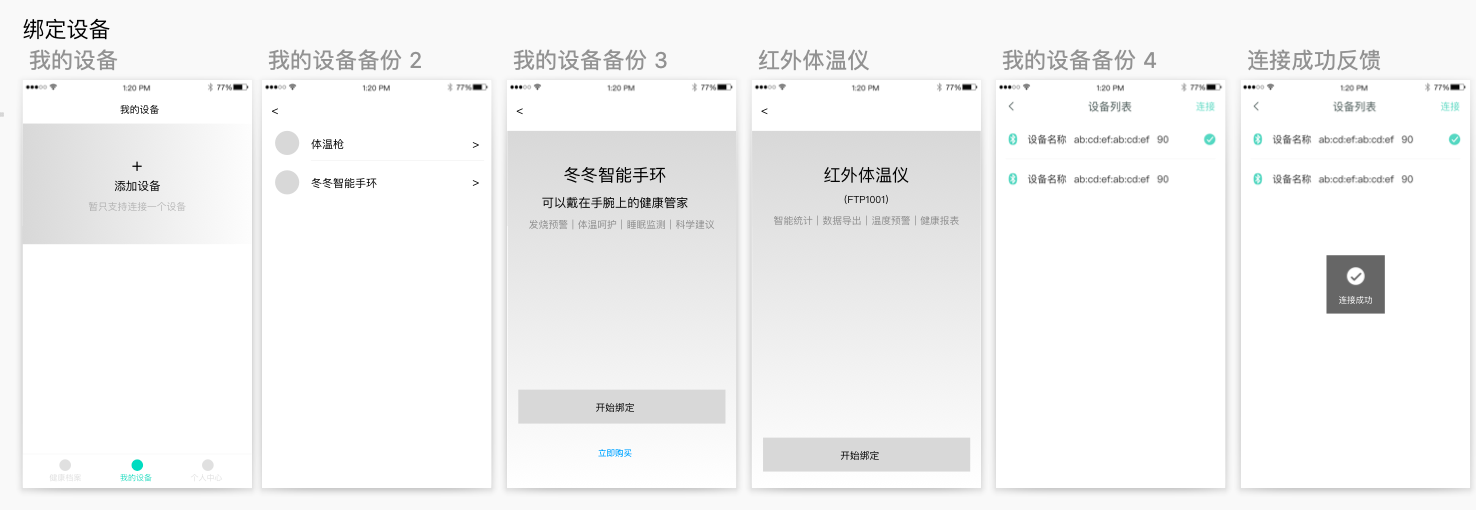 绑定设备
我的设备
1:20 PM
77%
我的设备
+
添加设备
暂只支持连接一个设备
健康档案
我的设备
个人中心
我的设备备份 2
1:20 PM
77%
<
体温枪 >
冬冬智能手环 >
我的设备备份 3
1:20 PM
77%
<
冬冬智能手环
可以戴在手腕上的健康管家
发烧预警｜体温呵护｜睡眠监测｜科学建议
开始绑定
立即购买
红外体温仪
1:20 PM
77%
<
红外体温仪
(FTP1001)
智能统计｜数据导出｜温度预警｜健康报表
开始绑定
我的设备备份 4
1:20 PM
77%
设备列表 连接
设备名称 ab:cd:ef:ab:cd:ef 90
设备名称 ab:cd:ef:ab:cd:ef 90
连接成功反馈
1:20 PM
77%
设备列表 连接
设备名称 ab:cd:ef:ab:cd:ef 90
设备名称 ab:cd:ef:ab:cd:ef 90
连接成功